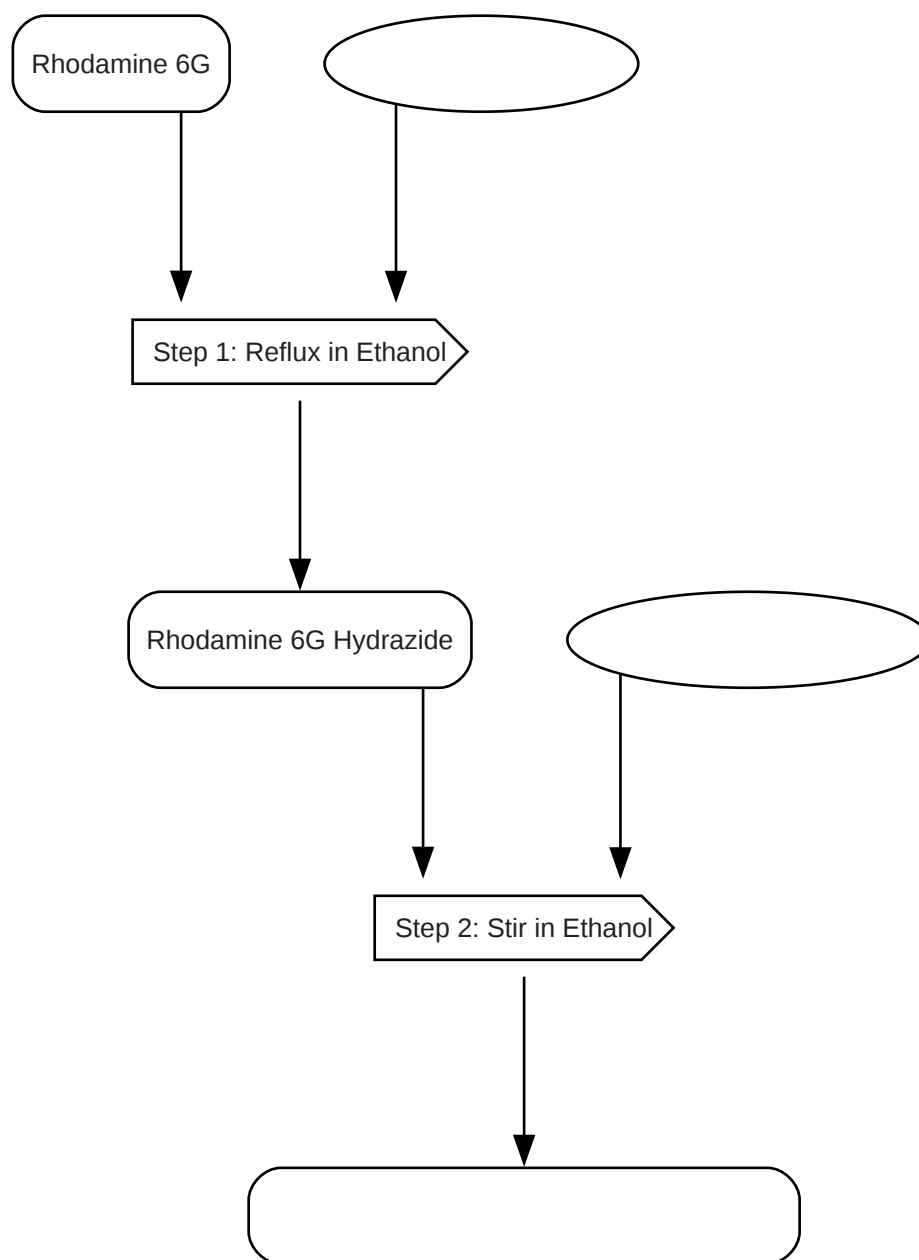 Rhodamine 6G
Step 1: Reflux in Ethanol
Rhodamine 6G Hydrazide
Step 2: Stir in Ethanol